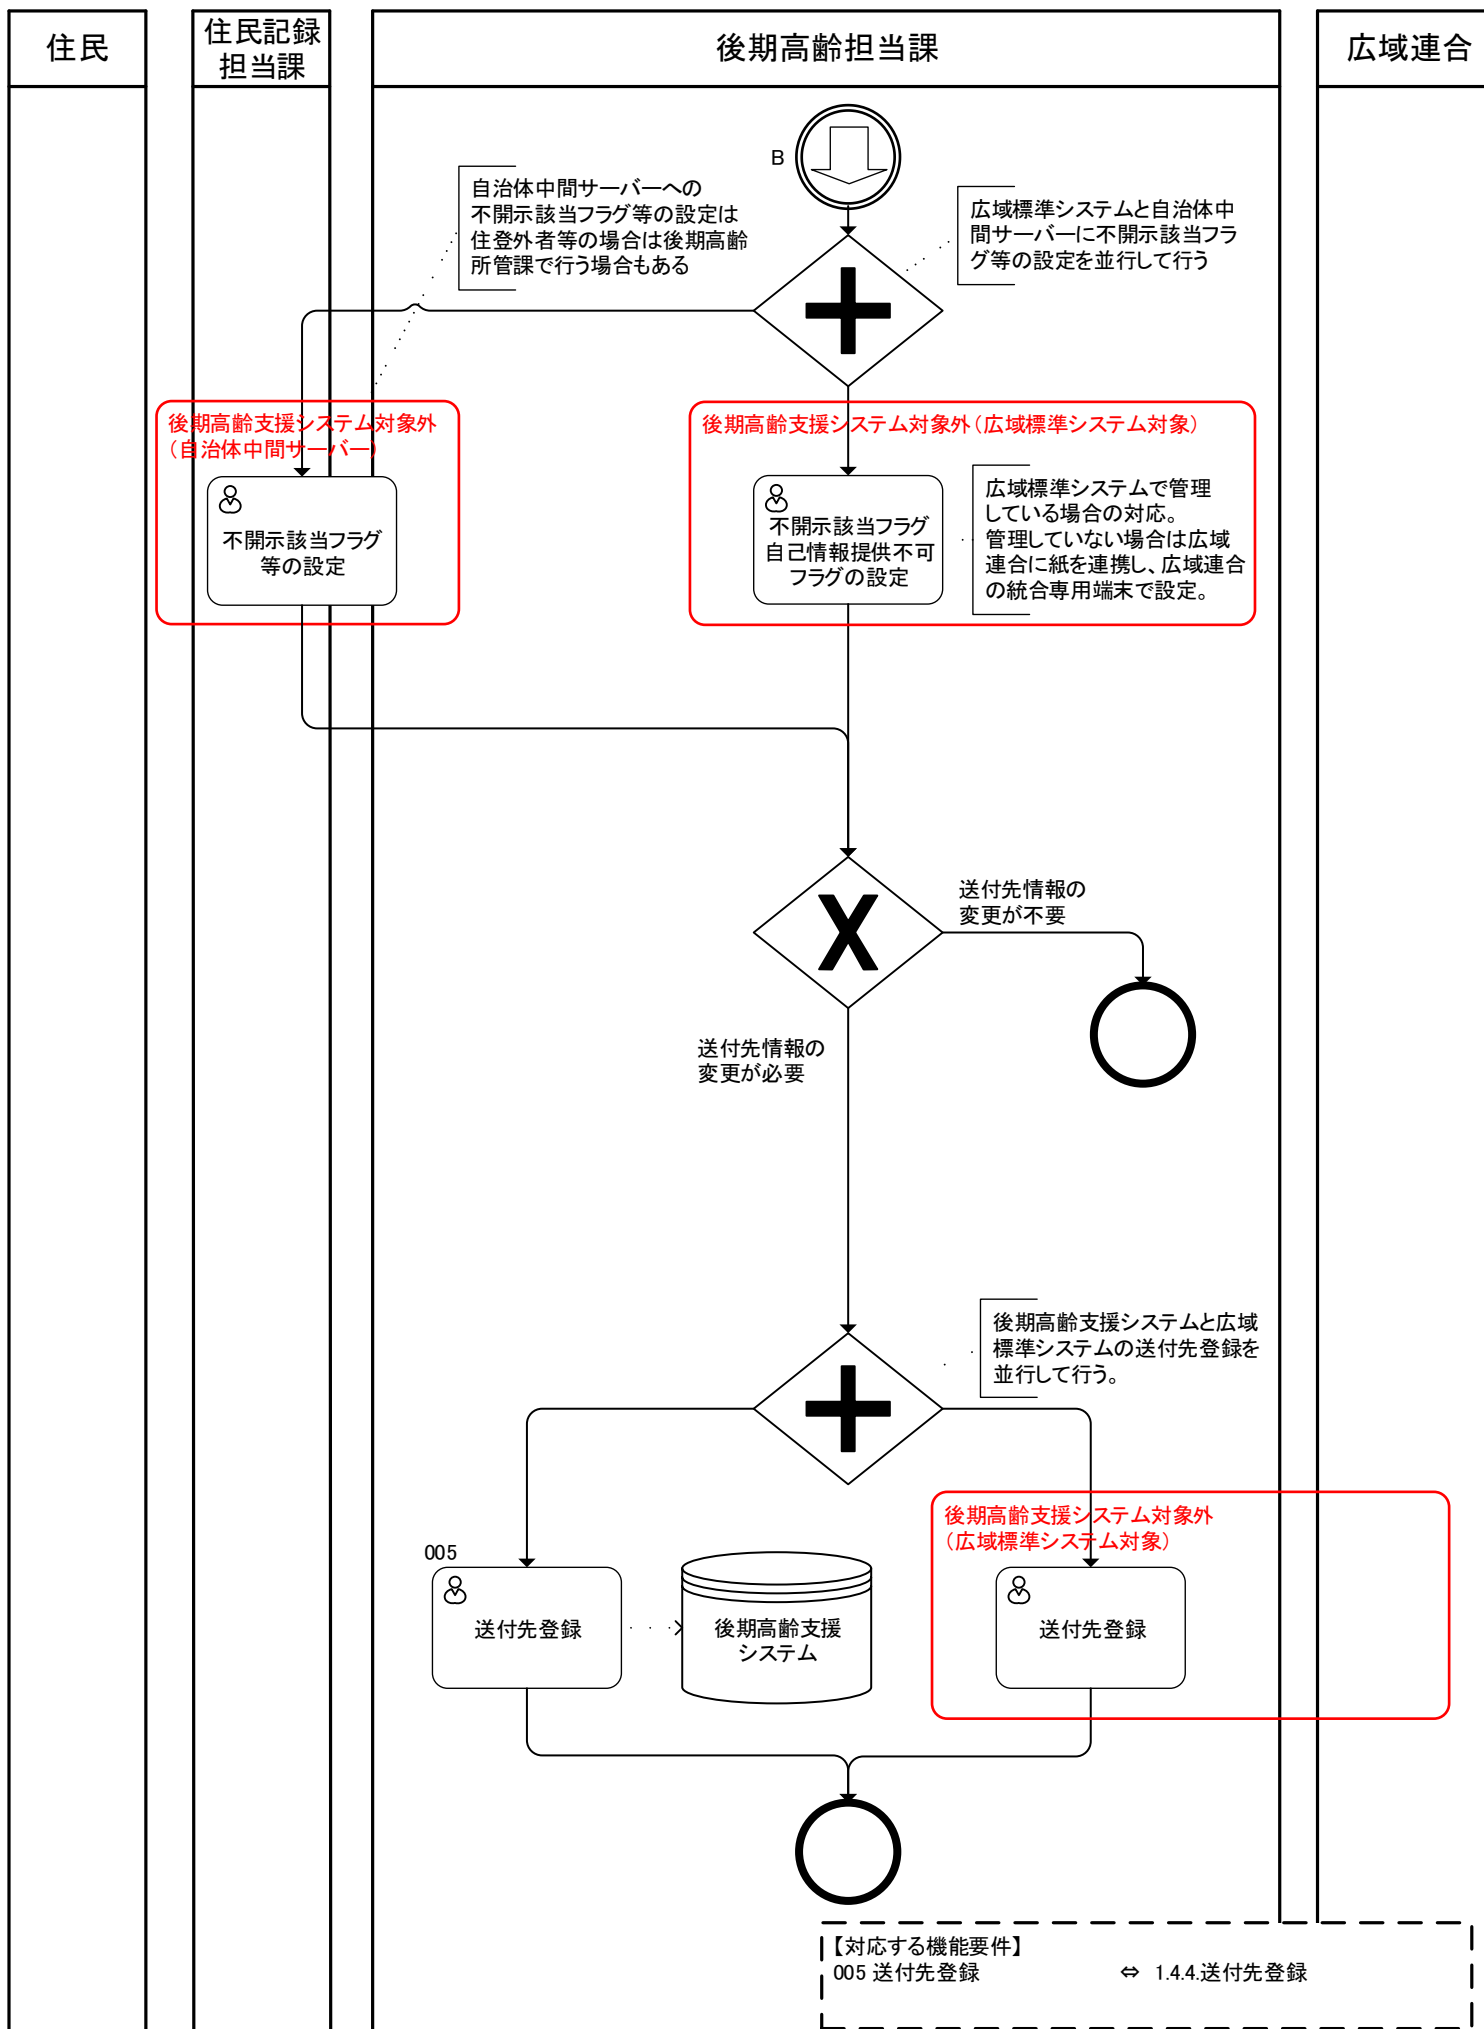 住民
住民記録
担当課
後期高齢担当課
広域連合
B
自治体中間サーバーへの
不開示該当フラグ等の設定は
住登外者等の場合は後期高齢
所管課で行う場合もある
広域標準システムと自治体中
間サーバーに不開示該当フラ
グ等の設定を並行して行う
後期高齢支援システム対象外
（自治体中間サーバー）
不開示該当フラグ
等の設定
後期高齢支援システム対象外（広域標準システム対象）
不開示該当フラグ
自己情報提供不可
フラグの設定
広域標準システムで管理
している場合の対応。
管理していない場合は広域
連合に紙を連携し、広域連合
の統合専用端末で設定。
送付先情報の
変更が不要
送付先情報の
変更が必要
後期高齢支援システムと広域
標準システムの送付先登録を
並行して行う。
005
送付先登録
後期高齢支援
システム
後期高齢支援システム対象外
（広域標準システム対象）
送付先登録
【対応する機能要件】
005 送付先登録 ⇔ 1.4.4.送付先登録